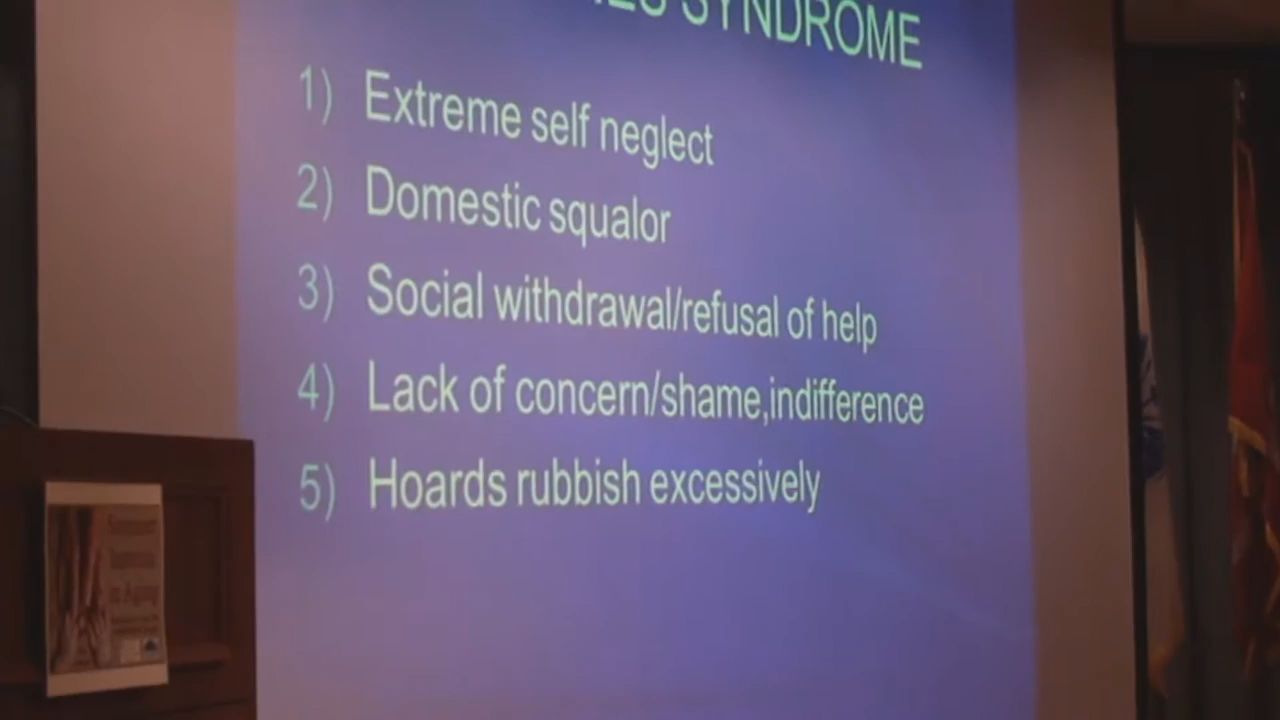 SYNDROME
1) Extreme self neglect
2) Domestic squalor
3) Social withdrawal/refusal of help
4) Lack of concern/shame,indifference
5) Hoards rubbish excessively